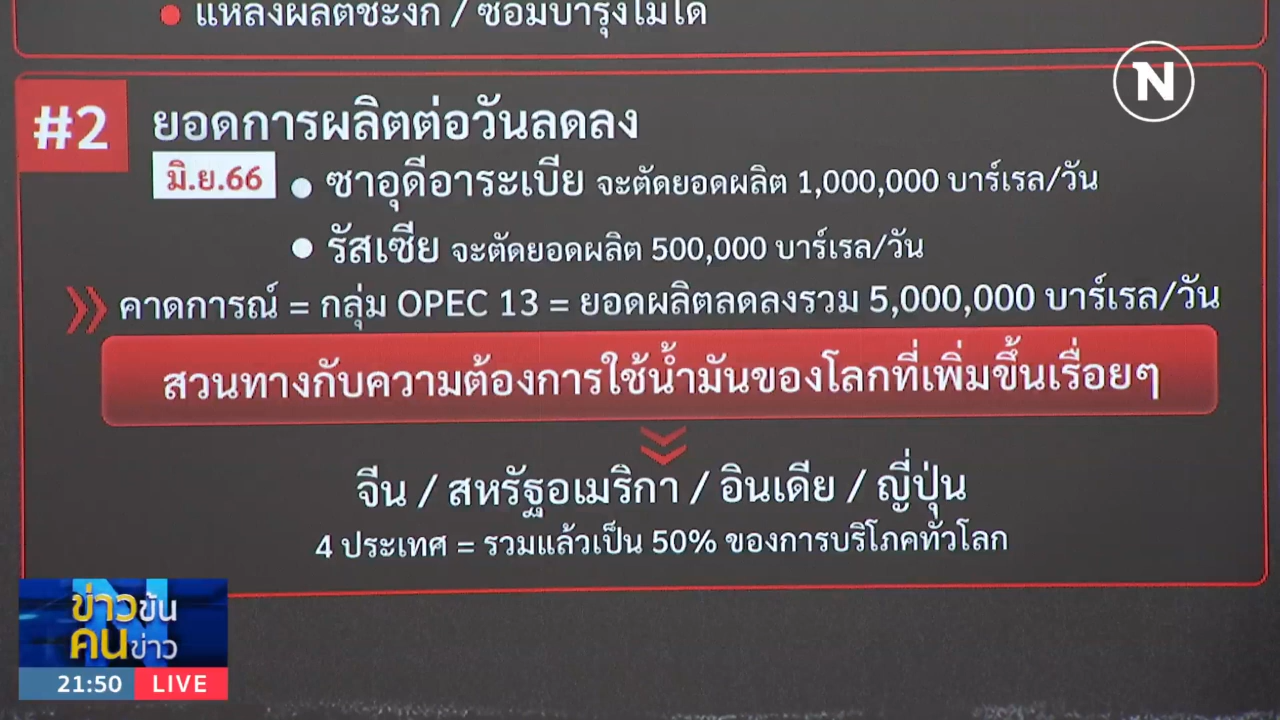 แหล่งผลิตชะงัก / ซ่อมบำรุงไม่ได้
#2 ยอดการผลิตต่อวันลดลง
มิ.ย.66 ซาอุดีอาระเบีย จะตัดยอดผลิต 1,000,000 บาร์เรล/วัน
รัสเซีย จะตัดยอดผลิต 500,000 บาร์เรล/วัน
คาดการณ์ = กลุ่ม OPEC 13 = ยอดผลิตลดลงรวม 5,000,000 บาร์เรล/วัน
สวนทางกับความต้องการใช้น้ำมันของโลกที่เพิ่มขึ้นเรื่อยๆ
จีน / สหรัฐอเมริกา / อินเดีย / ญี่ปุ่น
4 ประเทศ = รวมแล้วเป็น 50% ของการบริโภคทั่วโลก
N
ข่าวข้น
คนข่าว
21:50 LIVE